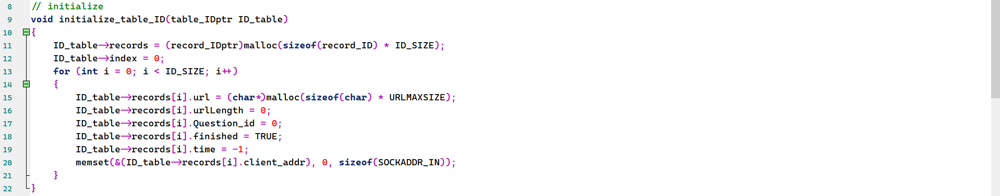 8 // initialize
9 void initialize_table_ID(table_IDptr ID_table)
10 {
11 ID_table->records = (record_IDptr)malloc(sizeof(record_ID) * ID_SIZE);
12 ID_table->index = 0;
13 for (int i = 0; i < ID_SIZE; i++)
14 {
15 ID_table->records[i].url = (char*)malloc(sizeof(char) * URLMAXSIZE);
16 ID_table->records[i].urlLength = 0;
17 ID_table->records[i].Question_id = 0;
18 ID_table->records[i].finished = TRUE;
19 ID_table->records[i].time = -1;
20 memset(&(ID_table->records[i].client_addr), 0, sizeof(SOCKADDR_IN));
21 }
22 }